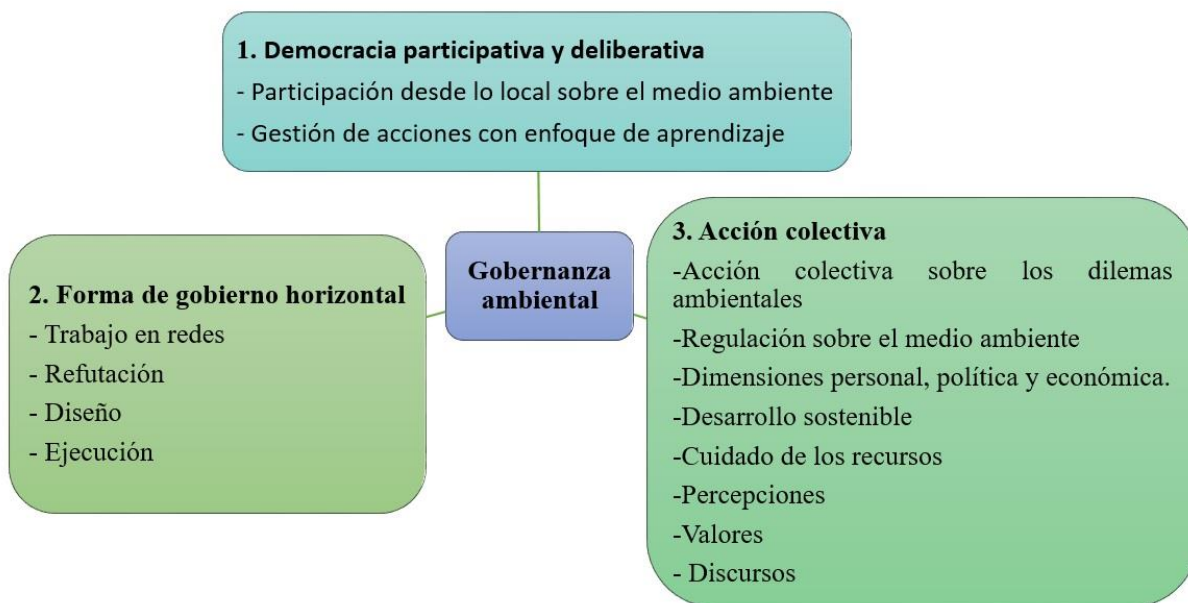 1. Democracia participativa y deliberativa
- Participación desde lo local sobre el medio ambiente
- Gestión de acciones con enfoque de aprendizaje
Gobernanza
ambiental
2. Forma de gobierno horizontal
- Trabajo en redes
- Refutación
- Diseño
- Ejecución
3. Acción colectiva
-Acción colectiva sobre los dilemas
ambientales
-Regulación sobre el medio ambiente
-Dimensiones personal, política y económica.
-Desarrollo sostenible
-Cuidado de los recursos
-Percepciones
-Valores
- Discursos